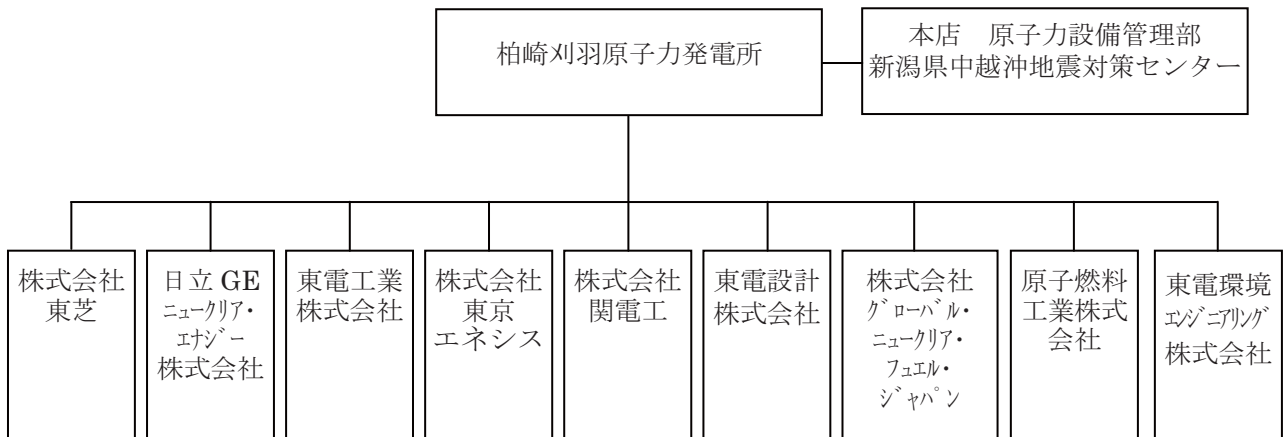 柏崎刈羽原子力発電所
本店　原子力設備管理部
新潟県中越沖地震対策センター
株式会社
東芝
日立 GE
ニュークリア・
エナジー
株式会社
東電工業
株式会社
株式会社
東京
エネシス
株式会社
関電工
東電設計
株式会社
株式会社
グローバル・
ニュークリア・
フュエル・
ジャパン
原子燃料
工業株式
会社
東電環境
エンジニアリング
株式会社